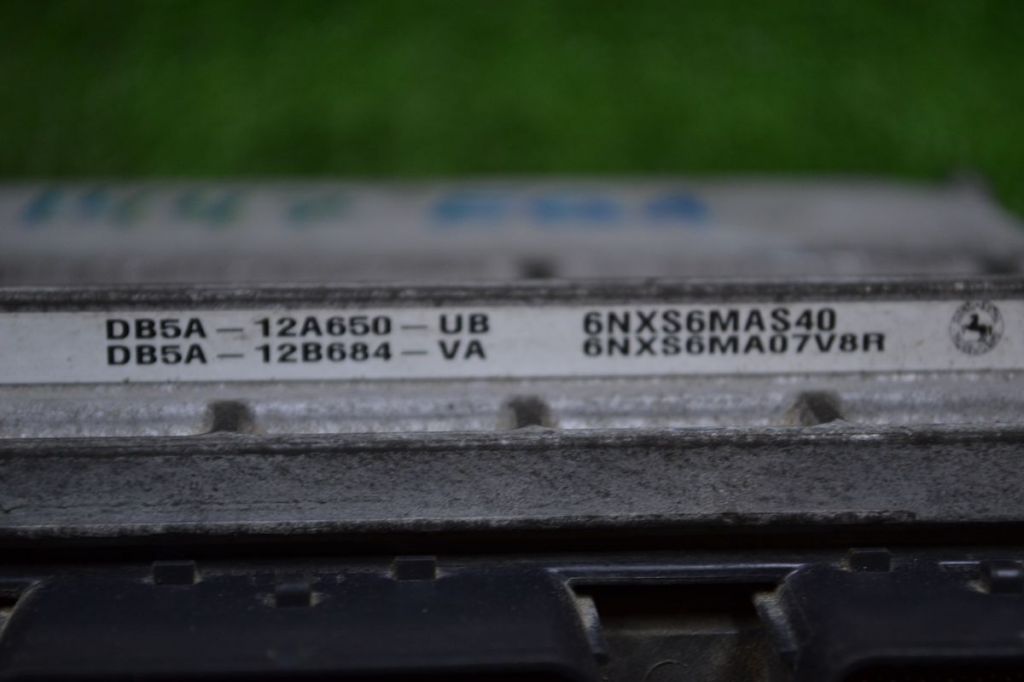 DB5A – 12A650 – UB 6NXS6MAS40
DB5A – 12B684 – VA 6NXS6MA07V8R